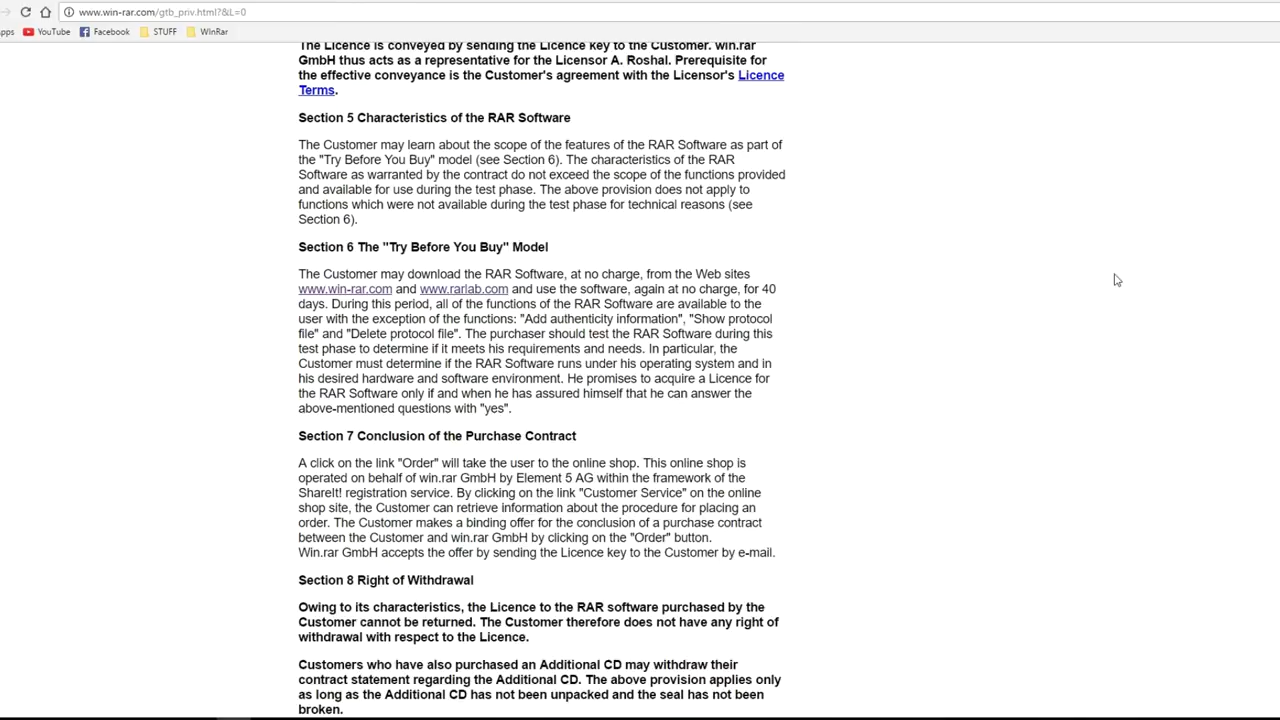 www.win-rar.com/gtb_priv.html?&L=0
pps YouTube Facebook STUFF WinRar
The Licence is conveyed by sending the Licence key to the Customer. win.rar
GmbH thus acts as a representative for the Licensor A. Roshal. Prerequisite for
the effective conveyance is the Customer's agreement with the Licensor's Licence
Terms.
Section 5 Characteristics of the RAR Software
The Customer may learn about the scope of the features of the RAR Software as part of
the "Try Before You Buy" model (see Section 6). The characteristics of the RAR
Software as warranted by the contract do not exceed the scope of the functions provided
and available for use during the test phase. The above provision does not apply to
functions which were not available during the test phase for technical reasons (see
Section 6).
Section 6 The "Try Before You Buy" Model
The Customer may download the RAR Software, at no charge, from the Web sites
www.win-rar.com and www.rarlab.com and use the software, again at no charge, for 40
days. During this period, all of the functions of the RAR Software are available to the
user with the exception of the functions: "Add authenticity information", "Show protocol
file" and "Delete protocol file". The purchaser should test the RAR Software during this
test phase to determine if it meets his requirements and needs. In particular, the
Customer must determine if the RAR Software runs under his operating system and in
his desired hardware and software environment. He promises to acquire a Licence for
the RAR Software only if and when he has assured himself that he can answer the
above-mentioned questions with "yes".
Section 7 Conclusion of the Purchase Contract
A click on the link "Order" will take the user to the online shop. This online shop is
operated on behalf of win.rar GmbH by Element 5 AG within the framework of the
ShareIt! registration service. By clicking on the link "Customer Service" on the online
shop site, the Customer can retrieve information about the procedure for placing an
order. The Customer makes a binding offer for the conclusion of a purchase contract
between the Customer and win.rar GmbH by clicking on the "Order" button.
Win.rar GmbH accepts the offer by sending the Licence key to the Customer by e-mail.
Section 8 Right of Withdrawal
Owing to its characteristics, the Licence to the RAR software purchased by the
Customer cannot be returned. The Customer therefore does not have any right of
withdrawal with respect to the Licence.
Customers who have also purchased an Additional CD may withdraw their
contract statement regarding the Additional CD. The above provision applies only
as long as the Additional CD has not been unpacked and the seal has not been
broken.